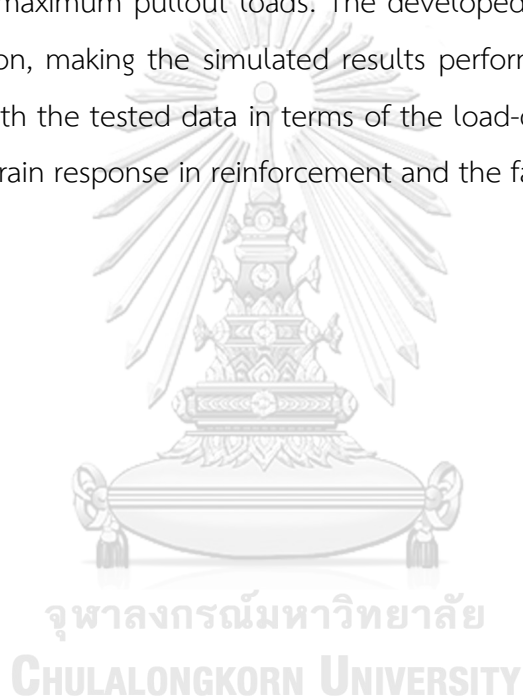 maximum pullout loads. The developed
on, making the simulated results perform
th the tested data in terms of the load-
rain response in reinforcement and the fa
จุฬาลงกรณ์มหาวิทยาลัย
CHULALONGKORN UNIVERSITY